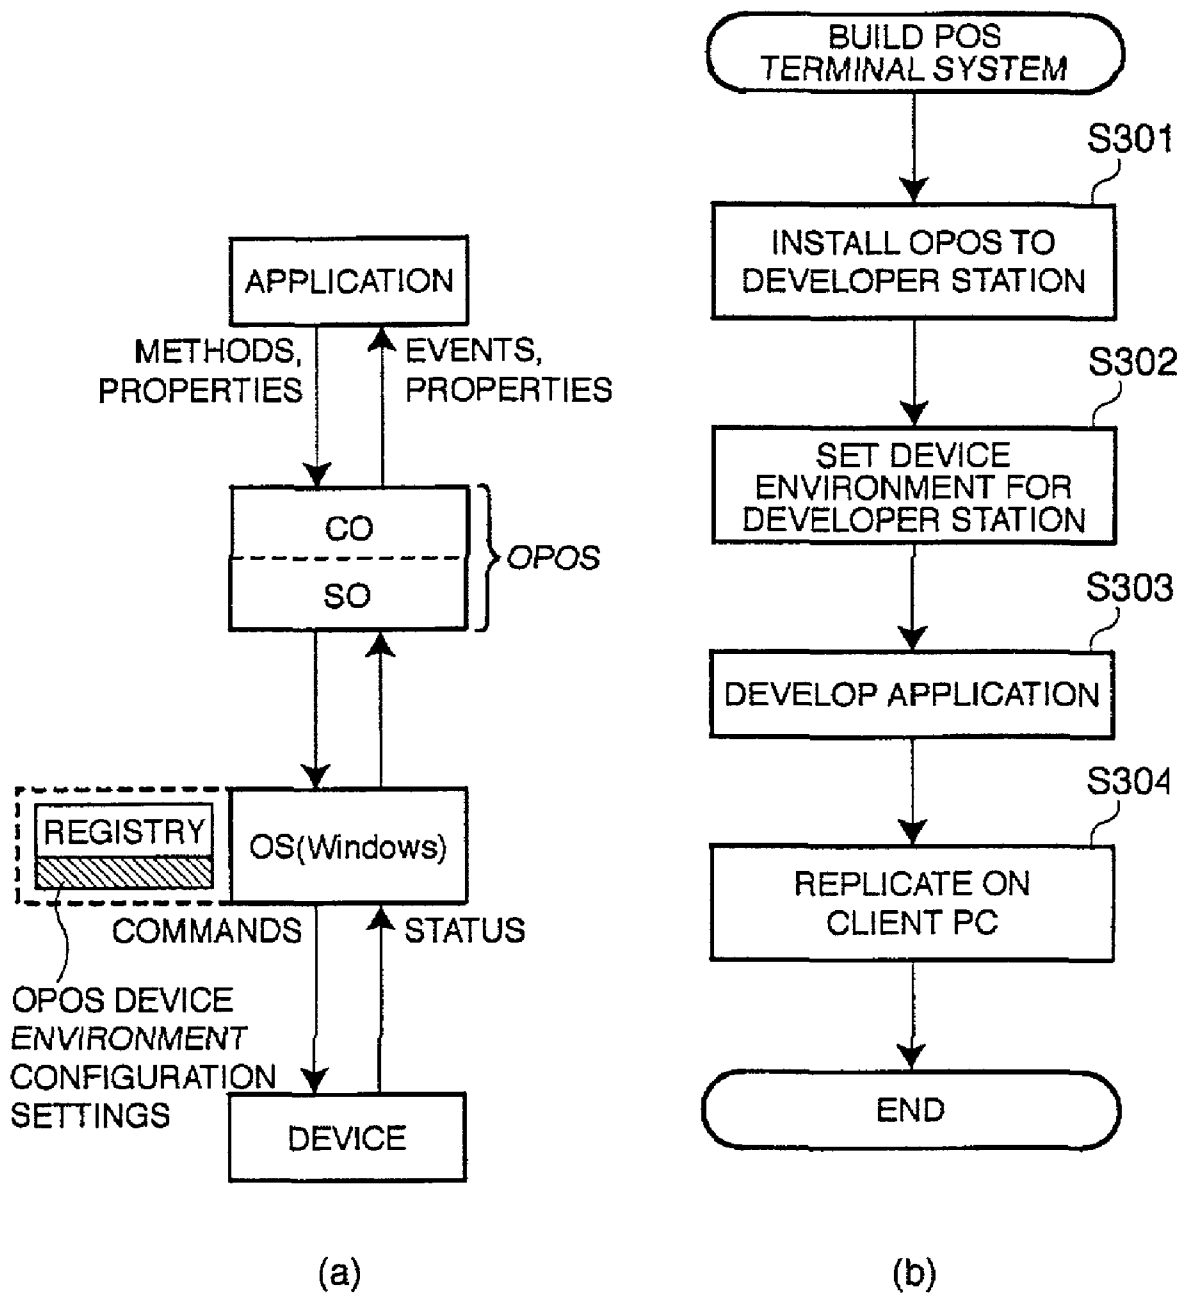 APPLICATION
METHODS,
PROPERTIES
EVENTS,
PROPERTIES
CO
SO
OPOS
REGISTRY
OS(Windows)
COMMANDS
STATUS
OPOS DEVICE
ENVIRONMENT
CONFIGURATION
SETTINGS
DEVICE
(a)
BUILD POS
TERMINAL SYSTEM
S301
INSTALL OPOS TO
DEVELOPER STATION
S302
SET DEVICE
ENVIRONMENT FOR
DEVELOPER STATION
S303
DEVELOP APPLICATION
S304
REPLICATE ON
CLIENT PC
END
(b)